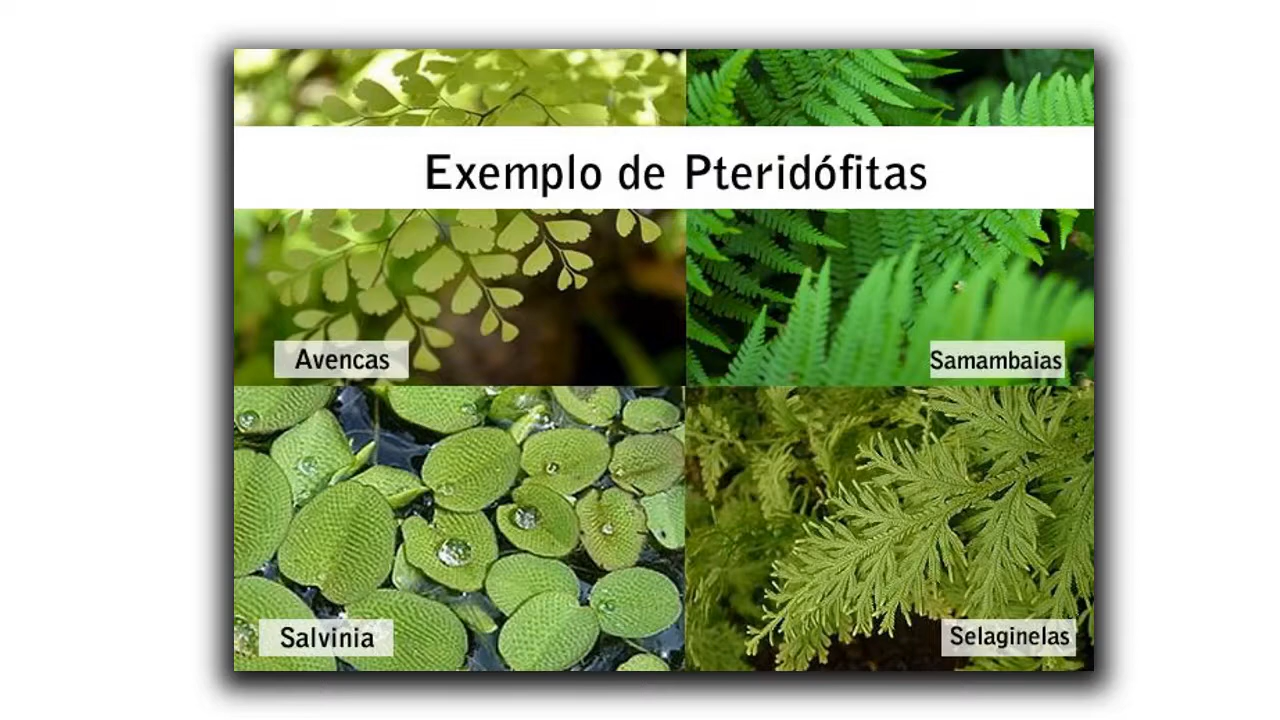 Exemplo de Pteridófitas
Avencas
Samambaias
Salvinia
Selaginelas